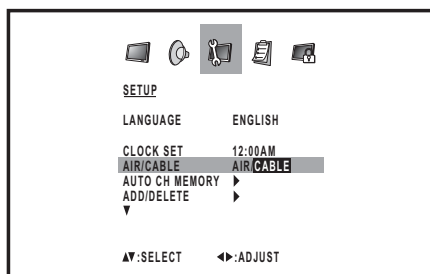 SETUP
LANGUAGE ENGLISH
CLOCK SET 12:00AM
AIR/CABLE AIR/CABLE
AUTO CH MEMORY ▶
ADD/DELETE ▶
▼
▲▼:SELECT ◀▶:ADJUST